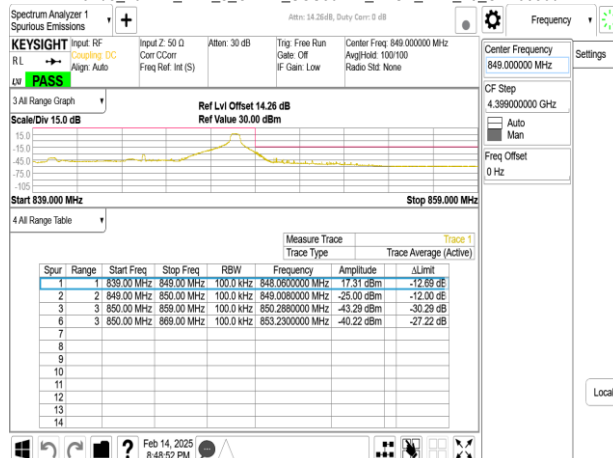 Spectrum Analyzer 1
Spurious Emissions
Attn: 14.26dB, Duty Corr: 0 dB
Frequency
KEYSIGHT
RL
LXI PASS
Input: RF
Coupling: DC
Align: Auto
Input Z: 50 Ω
Corr CCorr
Freq Ref: Int (S)
Atten: 30 dB
Trig: Free Run
Gate: Off
IF Gain: Low
Center Freq: 849.000000 MHz
Avg|Hold: 100/100
Radio Std: None
Center Frequency
849.000000 MHz
Settings
CF Step
4.399000000 GHz
Auto
Man
Freq Offset
0 Hz
3 All Range Graph
Scale/Div 15.0 dB
Ref Lvl Offset 14.26 dB
Ref Value 30.00 dBm
15.0
-15.0
-45.0
-75.0
-105
Start 839.000 MHz
Stop 859.000 MHz
4 All Range Table
Measure Trace Trace 1
Trace Type Trace Average (Active)
Spur Range Start Freq Stop Freq RBW Frequency Amplitude ΔLimit
1 1 839.00 MHz 849.00 MHz 100.0 kHz 848.0600000 MHz 17.31 dBm -12.69 dB
2 2 849.00 MHz 850.00 MHz 100.0 kHz 849.0080000 MHz -25.00 dBm -12.00 dB
3 3 850.00 MHz 859.00 MHz 100.0 kHz 850.2880000 MHz -43.29 dBm -30.29 dB
6 3 850.00 MHz 869.00 MHz 100.0 kHz 853.2300000 MHz -40.22 dBm -27.22 dB
7
8
9
10
11
12
13
14
Local
?
Feb 14, 2025
8:48:52 PM